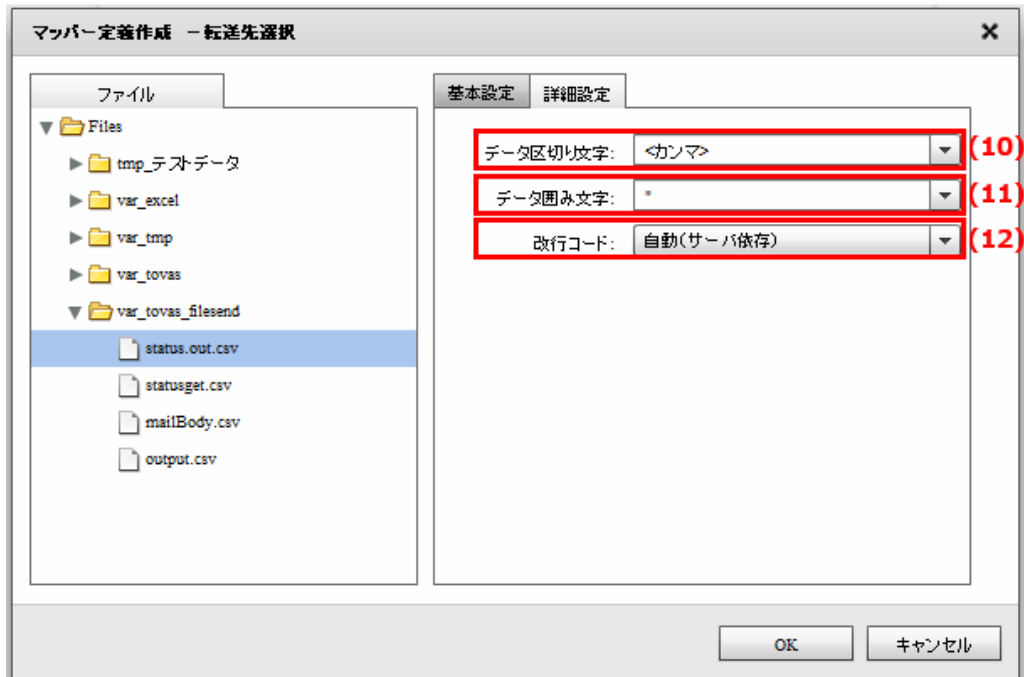 マッパー定義作成 －転送先選択
ファイル
Files
tmp_テストデータ
var_excel
var_tmp
var_tovas
var_tovas_filesend
status.out.csv
statusget.csv
mailBody.csv
output.csv
基本設定 詳細設定
データ区切り文字: <カンマ> (10)
データ囲み文字: " (11)
改行コード: 自動(サーバ依存) (12)
OK キャンセル